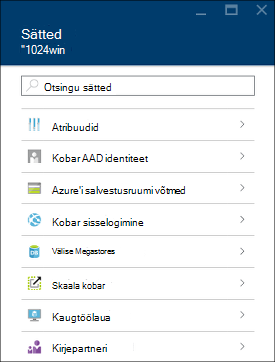 Sätted
"1024win
Otsingu sätted
Atribuudid
Kobar AAD identiteet
Azure'i salvestusruumi võtmed
Kobar sisselogimine
Välise Megastores
Skaala kobar
Kaugtöölaua
Kirjepartneri